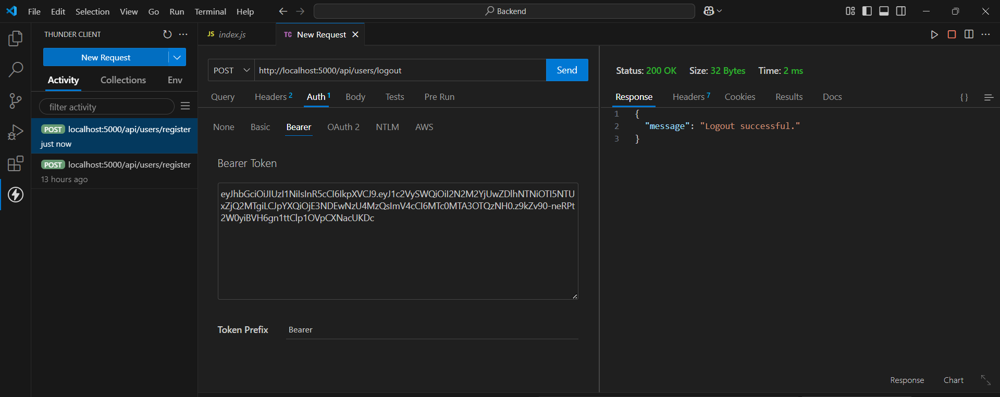 File Edit Selection View Go Run Terminal Help
Backend
THUNDER CLIENT
New Request
Activity Collections Env
filter activity
POST localhost:5000/api/users/register
just now
POST localhost:5000/api/users/register
13 hours ago
JS index.js
TC New Request
POST http://localhost:5000/api/users/logout Send
Query Headers 2 Auth 1 Body Tests Pre Run
None Basic Bearer OAuth 2 NTLM AWS
Bearer Token
eyJhbGciOiJIUzI1NiIsInR5cCI6IkpXVCJ9.eyJ1c2VySWQiOiI2N2M2YjUwZDlhNTNiOTI5NTU
xZjQ2MTgiLCJpYXQiOjE3NDEwNzU4MzQsImV4cCI6MTc0MTA3OTQzNH0.z9kZv90-neRPt
2W0yiBVH6gn1ttClp1OVpCXNacUKDc
Token Prefix Bearer
Status: 200 OK Size: 32 Bytes Time: 2 ms
Response Headers 7 Cookies Results Docs {}
1 {
2 "message": "Logout successful."
3 }
Response Chart